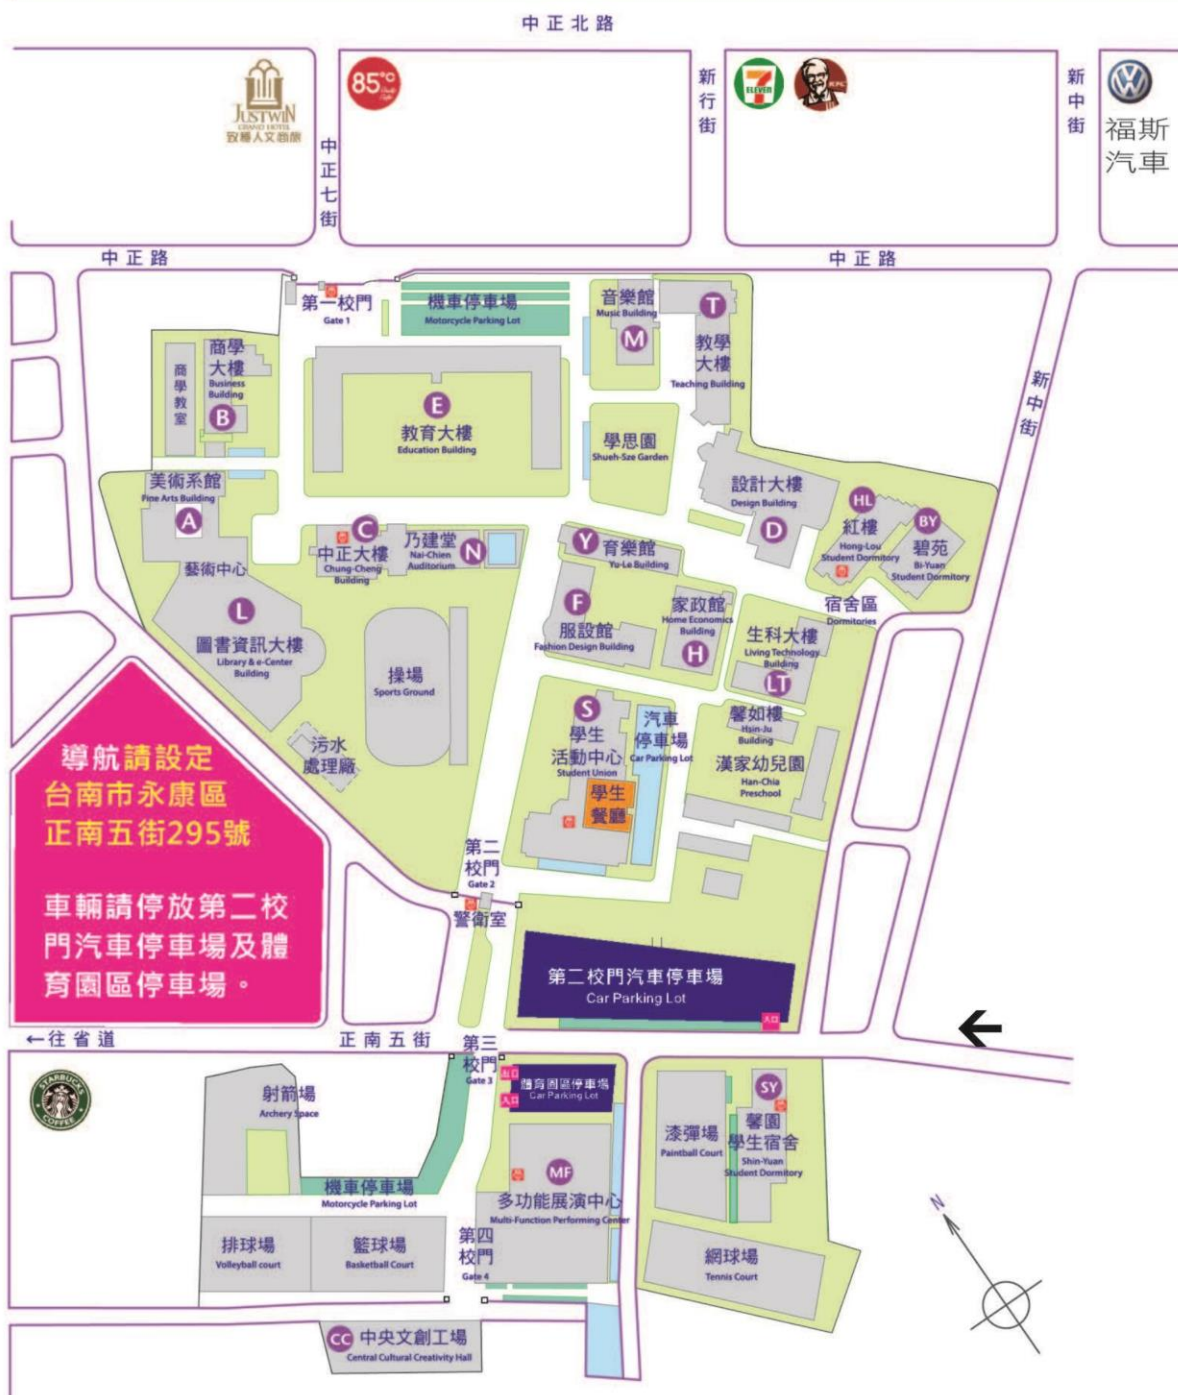 中正北路
JUSTWIN
GRAND HOTEL
致穩人文商旅
85°C
7
ELEVEN
KFC
新行街
新中街
福斯
汽車
中正七街
中正路
中正路
第一校門
Gate 1
機車停車場
Motorcycle Parking Lot
音樂館
Music Building
M
T
教學
大樓
Teaching Building
新中街
商學
大樓
Business
Building
B
商學教室
E
教育大樓
Education Building
學思園
Shueh-Sze Garden
美術系館
Fine Arts Building
A
藝術中心
C
中正大樓
Chung-Cheng
Building
乃建堂
Nai-Chien
Auditorium
N
設計大樓
Design Building
D
HL
紅樓
Hong-Lou
Student Dormitory
BY
碧苑
Bi-Yuan
Student Dormitory
宿舍區
Dormitories
Y
育樂館
Yu-Le Building
F
服設館
Fashion Design Building
家政館
Home Economics
Building
H
生科大樓
Living Technology
Building
LT
L
圖書資訊大樓
Library & e-Center
Building
操場
Sports Ground
污水
處理廠
S
學生
活動中心
Student Union
學生
餐廳
汽車
停車場
Car Parking Lot
馨如樓
Hsin-Ju
Building
漢家幼兒園
Han-Chia
Preschool
導航請設定
台南市永康區
正南五街295號
車輛請停放第二校
門汽車停車場及體
育園區停車場。
第二
校門
Gate 2
警衛室
第二校門汽車停車場
Car Parking Lot
入口
←往省道
正南五街
第三
校門
Gate 3
出口
入口
體育園區停車場
Car Parking Lot
STARBUCKS
COFFEE
射箭場
Archery Space
機車停車場
Motorcycle Parking Lot
排球場
Volleyball court
籃球場
Basketball Court
MF
多功能展演中心
Multi-Function Performing Center
第四
校門
Gate 4
漆彈場
Paintball Court
SY
馨園
學生宿舍
Shin-Yuan
Student Dormitory
網球場
Tennis Court
N
CC
中央文創工場
Central Cultural Creativity Hall